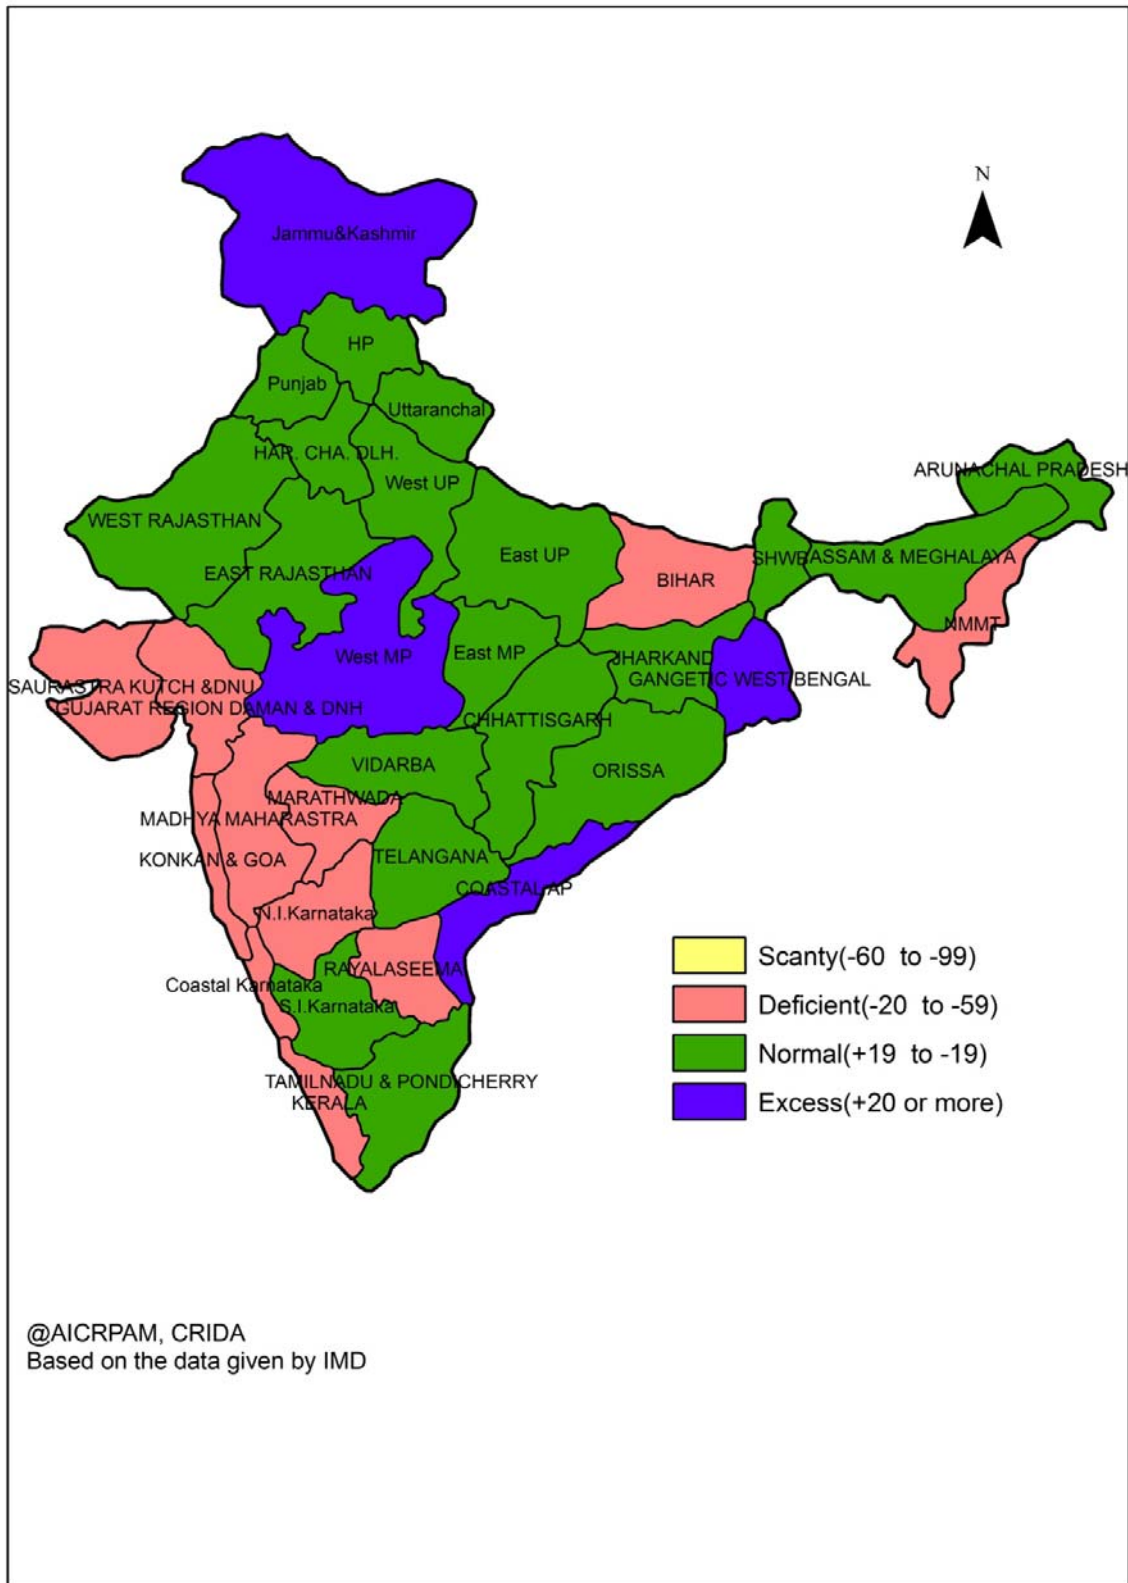 N
Jammu&Kashmir
HP
Punjab
Uttaranchal
HAR. CHA. DLH.
West UP
ARUNACHAL PRADESH
WEST RAJASTHAN
East UP
SHWB
ASSAM & MEGHALAYA
EAST RAJASTHAN
BIHAR
NMMT
West MP
East MP
JHARKAND
SAURASTRA KUTCH &DNU
GANGETIC WEST BENGAL
GUJARAT REGION DAMAN & DNH
CHHATTISGARH
VIDARBA
ORISSA
MARATHWADA
MADHYA MAHARASTRA
KONKAN & GOA
TELANGANA
COASTAL AP
N.I.Karnataka
RAYALASEEMA
Coastal Karnataka
S.I.Karnataka
TAMILNADU & PONDICHERRY
KERALA
Scanty(-60 to -99)
Deficient(-20 to -59)
Normal(+19 to -19)
Excess(+20 or more)
@AICRPAM, CRIDA
Based on the data given by IMD